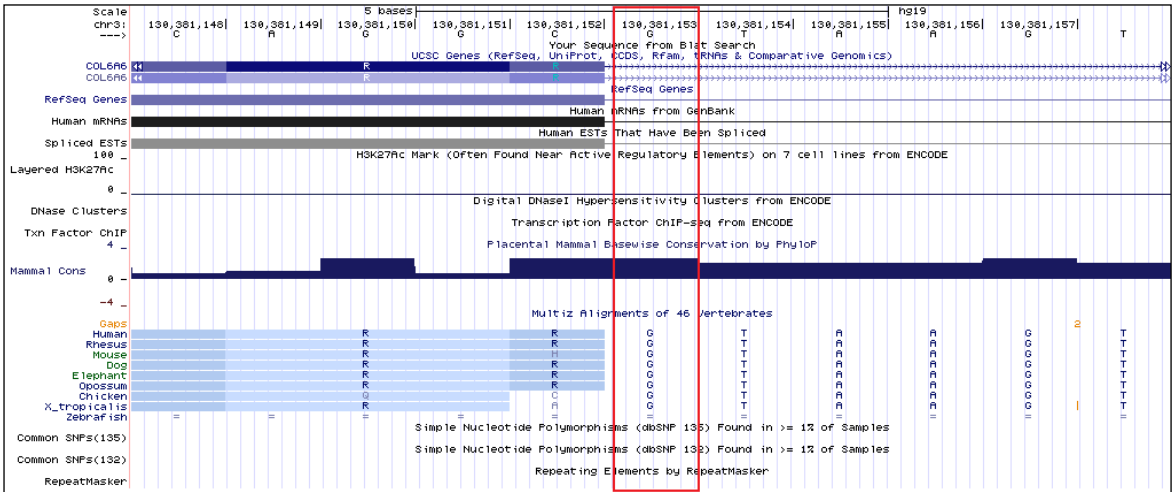 Scale 5 bases hg19
chr3: 130,381,148| 130,381,149| 130,381,150| 130,381,151| 130,381,152| 130,381,153| 130,381,154| 130,381,155| 130,381,156| 130,381,157|
---> C A G G C G T A A G T
Your Sequence from Blat Search
UCSC Genes (RefSeq, UniProt, CCDS, Rfam, tRNAs & Comparative Genomics)
COL6A6 R R
COL6A6 R R
RefSeq Genes
RefSeq Genes
Human mRNAs from GenBank
Human mRNAs
Human ESTs That Have Been Spliced
Spliced ESTs
H3K27Ac Mark (Often Found Near Active Regulatory Elements) on 7 cell lines from ENCODE
100 _
Layered H3K27Ac
0 _
Digital DNaseI Hypersensitivity Clusters from ENCODE
DNase Clusters
Transcription Factor ChIP-seq from ENCODE
Txn Factor ChIP
4 _
Placental Mammal Basewise Conservation by PhyloP
Mammal Cons
0 _
-4 _
Multiz Alignments of 46 Vertebrates
Gaps 2
Human R R G T A A G T
Rhesus R R G T A A G T
Mouse R H G T A A G T
Dog R R G T A A G T
Elephant R R G T A A G T
Opossum R R G T A A G T
Chicken Q C G T A A G T
X_tropicalis R A G T A A G | T
Zebrafish = = = = = = = = = = =
Simple Nucleotide Polymorphisms (dbSNP 135) Found in >= 1% of Samples
Common SNPs(135)
Simple Nucleotide Polymorphisms (dbSNP 132) Found in >= 1% of Samples
Common SNPs(132)
Repeating Elements by RepeatMasker
RepeatMasker